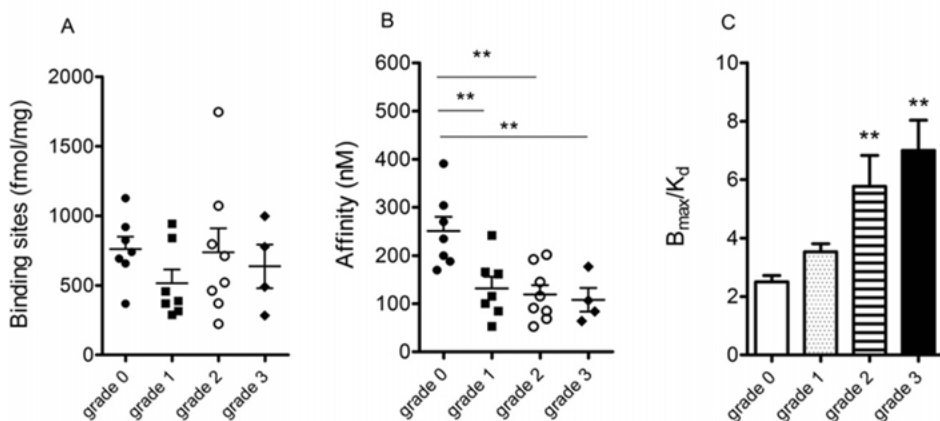 A
Binding sites (fmol/mg)
2000
1500
1000
500
0
grade 0
grade 1
grade 2
grade 3
B
Affinity (nM)
600
500
400
300
200
100
0
**
**
**
grade 0
grade 1
grade 2
grade 3
C
Bmax/Kd
10
8
6
4
2
0
**
**
grade 0
grade 1
grade 2
grade 3